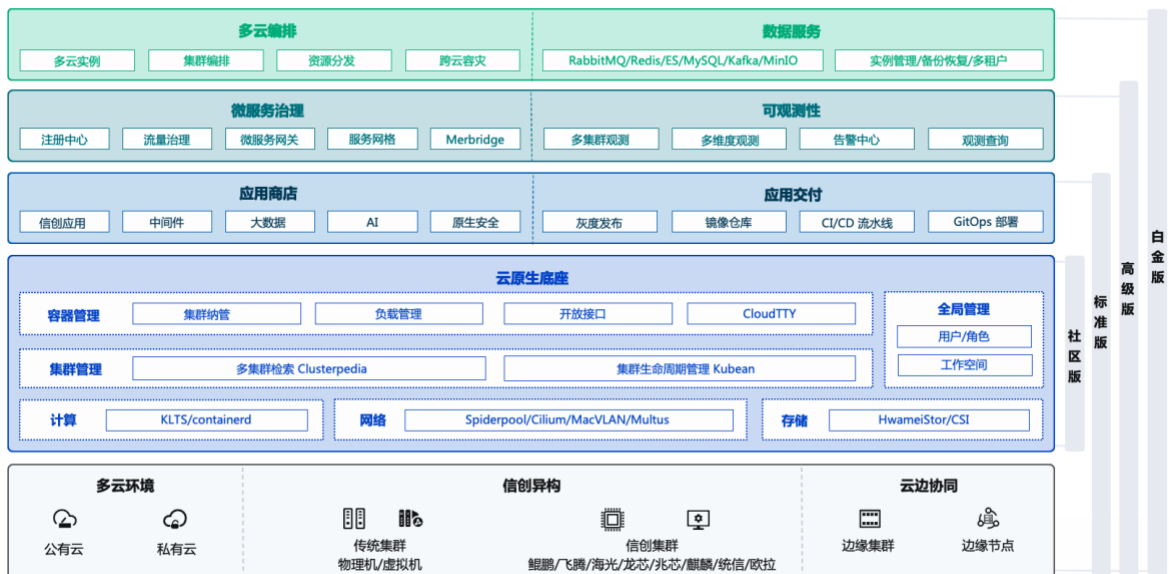 多云编排
数据服务
多云实例
集群编排
资源分发
跨云容灾
RabbitMQ/Redis/ES/MySQL/Kafka/MinIO
实例管理/备份恢复/多租户
微服务治理
可观测性
注册中心
流量治理
微服务网关
服务网格
Merbridge
多集群观测
多维度观测
告警中心
观测查询
应用商店
应用交付
信创应用
中间件
大数据
AI
原生安全
灰度发布
镜像仓库
CI/CD 流水线
GitOps 部署
云原生底座
容器管理
集群纳管
负载管理
开放接口
CloudTTY
全局管理
用户/角色
工作空间
集群管理
多集群检索 Clusterpedia
集群生命周期管理 Kubean
计算
KLTS/containerd
网络
Spiderpool/Cilium/MacVLAN/Multus
存储
HwameiStor/CSI
多云环境
信创异构
云边协同
公有云
私有云
传统集群
物理机/虚拟机
信创集群
鲲鹏/飞腾/海光/龙芯/兆芯/麒麟/统信/欧拉
边缘集群
边缘节点
社区版
标准版
高级版
白金版